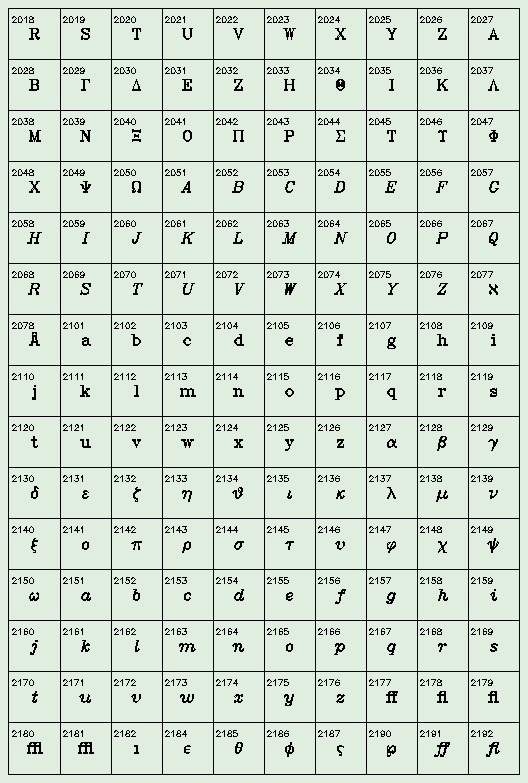 2018 2019 2020 2021 2022 2023 2024 2025 2026 2027
R S T U V W X Y Z Α
2028 2029 2030 2031 2032 2033 2034 2035 2036 2037
Β Γ Δ Ε Ζ Η Θ Ι Κ Λ
2038 2039 2040 2041 2042 2043 2044 2045 2046 2047
Μ Ν Ξ Ο Π Ρ Σ Τ ϒ Φ
2048 2049 2050 2051 2052 2053 2054 2055 2056 2057
Χ Ψ Ω A B C D E F G
2058 2059 2060 2061 2062 2063 2064 2065 2066 2067
H I J K L M N O P Q
2068 2069 2070 2071 2072 2073 2074 2075 2076 2077
R S T U V W X Y Z ℵ
2078 2101 2102 2103 2104 2105 2106 2107 2108 2109
Å a b c d e f g h i
2110 2111 2112 2113 2114 2115 2116 2117 2118 2119
j k l m n o p q r s
2120 2121 2122 2123 2124 2125 2126 2127 2128 2129
t u v w x y z α β γ
2130 2131 2132 2133 2134 2135 2136 2137 2138 2139
δ ε ζ η ϑ ι κ λ μ ν
2140 2141 2142 2143 2144 2145 2146 2147 2148 2149
ξ ο π ρ σ τ υ φ χ ψ
2150 2151 2152 2153 2154 2155 2156 2157 2158 2159
ω a b c d e f g h i
2160 2161 2162 2163 2164 2165 2166 2167 2168 2169
j k l m n o p q r s
2170 2171 2172 2173 2174 2175 2176 2177 2178 2179
t u v w x y z ff fl fl
2180 2181 2182 2184 2185 2186 2187 2190 2191 2192
ffl ffl ı ϵ θ ϕ ς ℘ ff fl